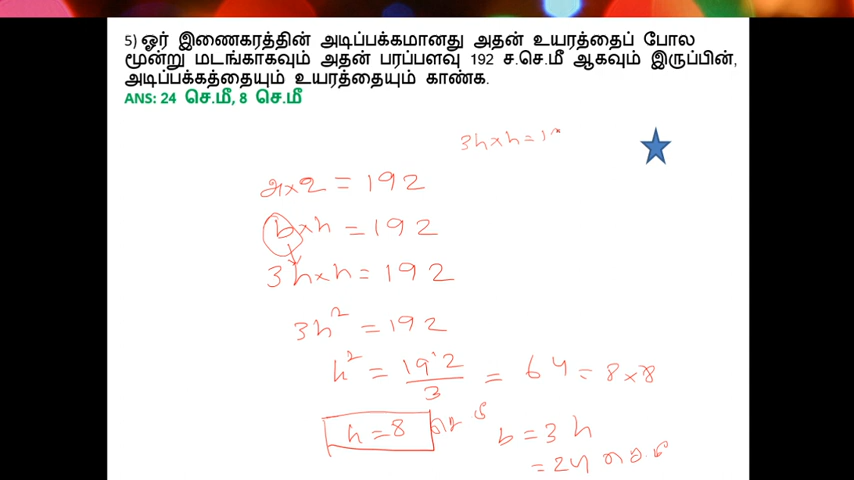 5) ஓர் இணைகரத்தின் அடிப்பக்கமானது அதன் உயரத்தைப் போல
மூன்று மடங்காகவும் அதன் பரப்பளவு 192 ச.செ.மீ ஆகவும் இருப்பின்,
அடிப்பக்கத்தையும் உயரத்தையும் காண்க.
ANS: 24 செ.மீ, 8 செ.மீ
3h×h=1
அ×உ = 192
b×h = 192
3h×h = 192
3h² = 192
h² = 192/3 = 64 = 8×8
h = 8 செ மீ
b = 3 h
= 24 செ.மீ